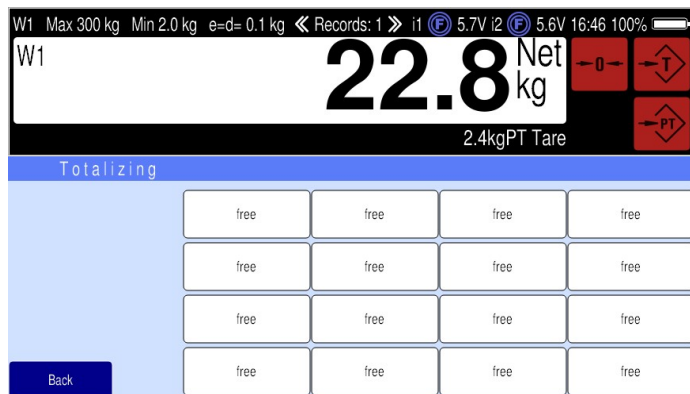 W1 Max 300 kg Min 2.0 kg e=d= 0.1 kg ≪ Records: 1 ≫ i1 F 5.7V i2 F 5.6V 16:46 100%
W1 22.8 Net kg
→0← →T
→PT
2.4kgPT Tare
Totalizing
free free free free
free free free free
free free free free
free free free free
Back